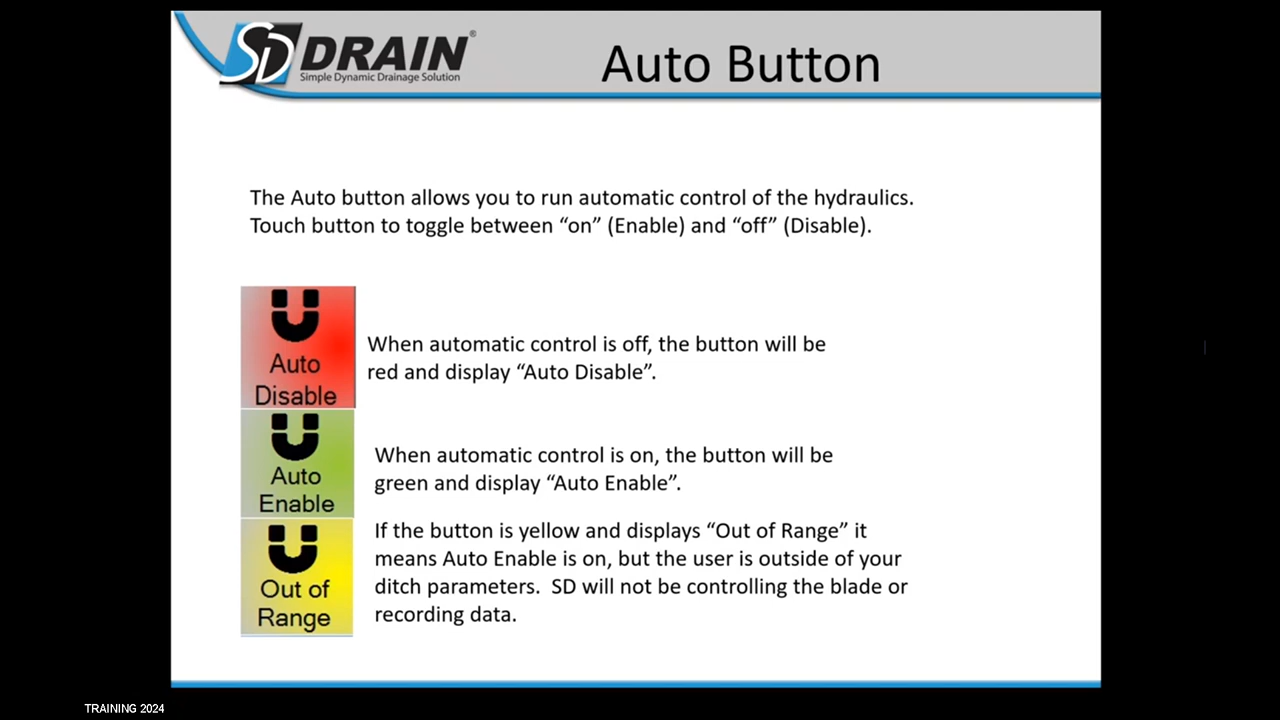 SD DRAIN®
Simple Dynamic Drainage Solution
Auto Button
The Auto button allows you to run automatic control of the hydraulics.
Touch button to toggle between “on” (Enable) and “off” (Disable).
Auto
Disable
When automatic control is off, the button will be
red and display “Auto Disable”.
Auto
Enable
When automatic control is on, the button will be
green and display “Auto Enable”.
Out of
Range
If the button is yellow and displays “Out of Range” it
means Auto Enable is on, but the user is outside of your
ditch parameters.  SD will not be controlling the blade or
recording data.
TRAINING 2024